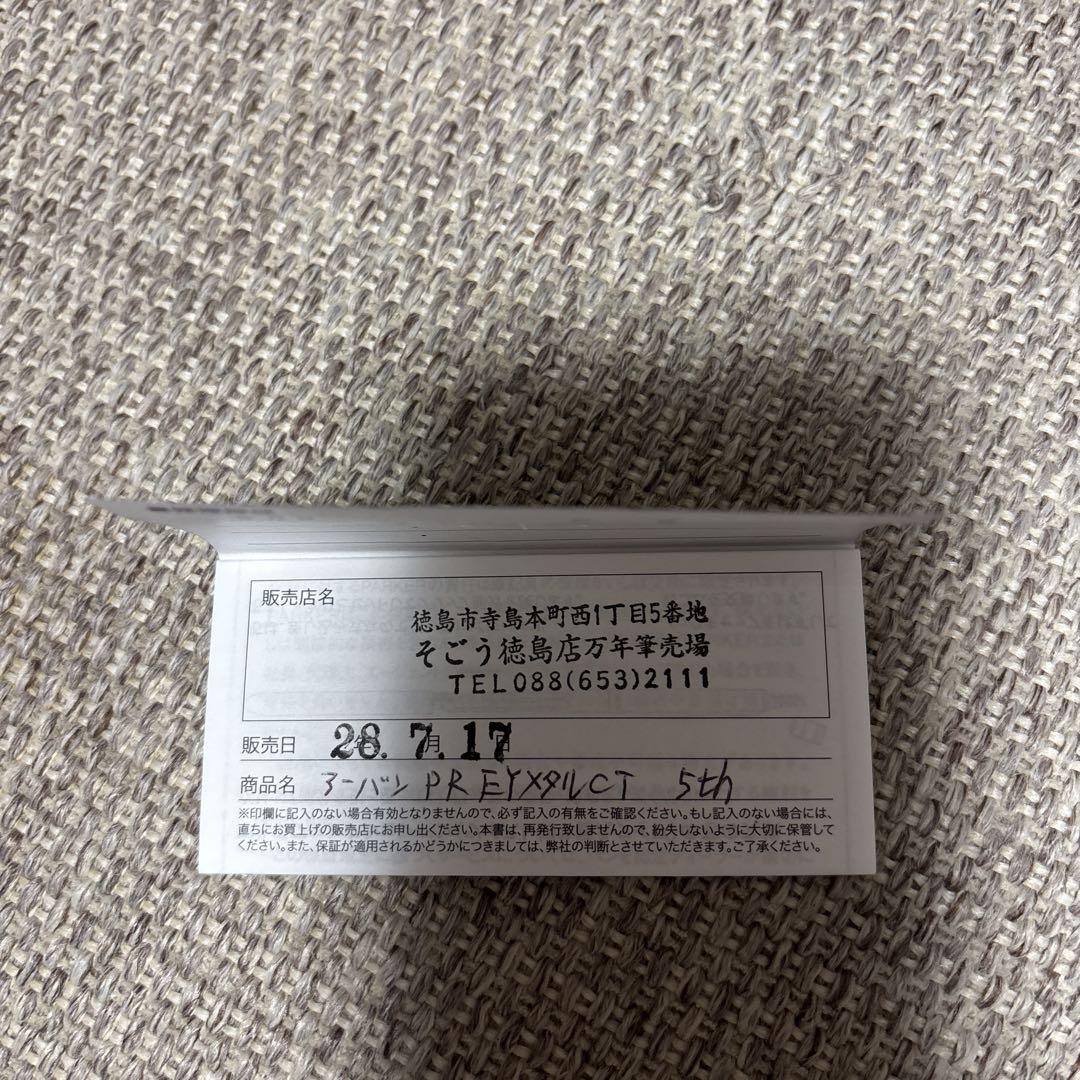 販売店名
徳島市寺島本町西1丁目5番地
そごう徳島店万年筆売場
TEL088(653)2111
販売日 28. 7月. 17日
商品名 アーバン PR EYメタルCT 5th
※印欄に記入のない場合有効となりませんので、必ず記入の有無をご確認ください。もし記入のない場合には、
直ちにお買上げの販売店にお申し出ください。本書は、再発行致しませんので、紛失しないように大切に保管して
ください。また、保証が適用されるかどうかにつきましては、弊社の判断とさせていただきます。ご了承ください。